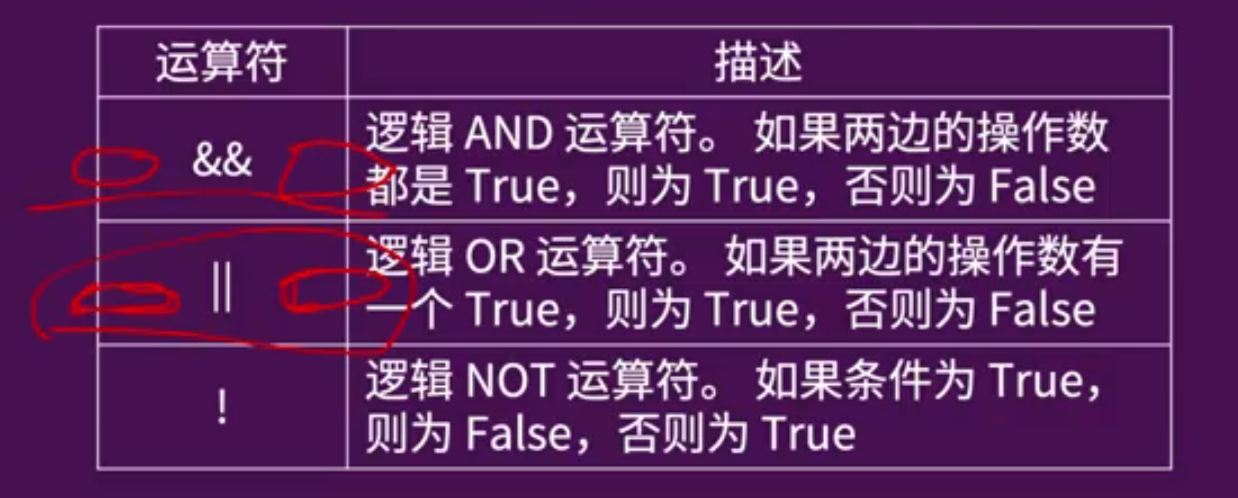 运算符 描述
&& 逻辑 AND 运算符。 如果两边的操作数
都是 True，则为 True，否则为 False
|| 逻辑 OR 运算符。 如果两边的操作数有
一个 True，则为 True，否则为 False
! 逻辑 NOT 运算符。 如果条件为 True，
则为 False，否则为 True